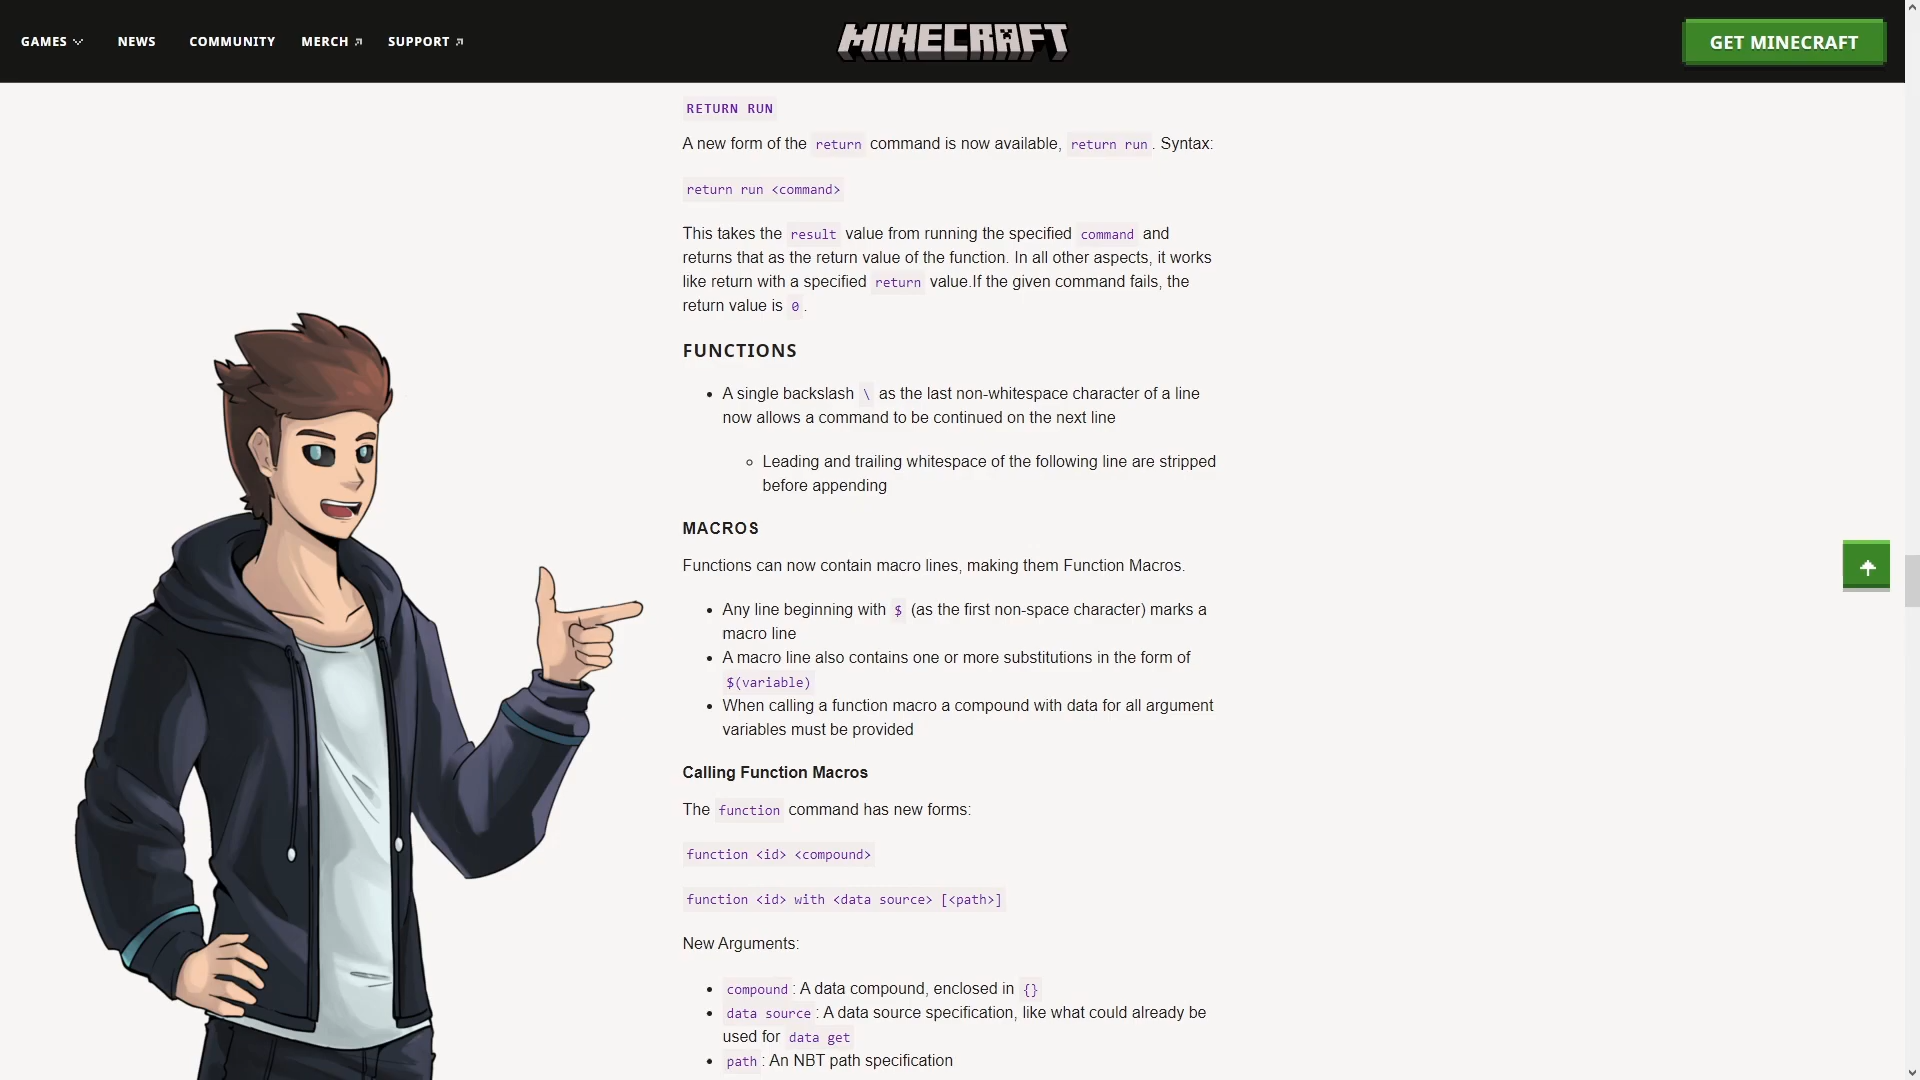 GAMES NEWS COMMUNITY MERCH SUPPORT MINECRAFT GET MINECRAFT
RETURN RUN
A new form of the return command is now available, return run. Syntax:
return run <command>
This takes the result value from running the specified command and
returns that as the return value of the function. In all other aspects, it works
like return with a specified return value.If the given command fails, the
return value is 0.
FUNCTIONS
• A single backslash \ as the last non-whitespace character of a line
now allows a command to be continued on the next line
◦ Leading and trailing whitespace of the following line are stripped
before appending
MACROS
Functions can now contain macro lines, making them Function Macros.
• Any line beginning with $ (as the first non-space character) marks a
macro line
• A macro line also contains one or more substitutions in the form of
$(variable)
• When calling a function macro a compound with data for all argument
variables must be provided
Calling Function Macros
The function command has new forms:
function <id> <compound>
function <id> with <data source> [<path>]
New Arguments:
• compound: A data compound, enclosed in {}
• data source: A data source specification, like what could already be
used for data get
• path: An NBT path specification